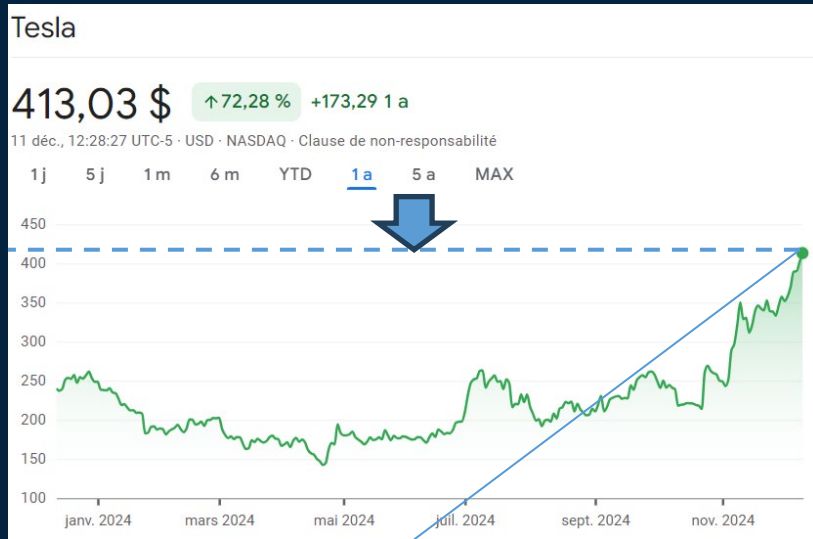 Tesla
413,03 $ ↑72,28 % +173,29 1 a
11 déc., 12:28:27 UTC-5 · USD · NASDAQ · Clause de non-responsabilité
1 j 5 j 1 m 6 m YTD 1 a 5 a MAX
450
400
350
300
250
200
150
100
janv. 2024 mars 2024 mai 2024 juil. 2024 sept. 2024 nov. 2024